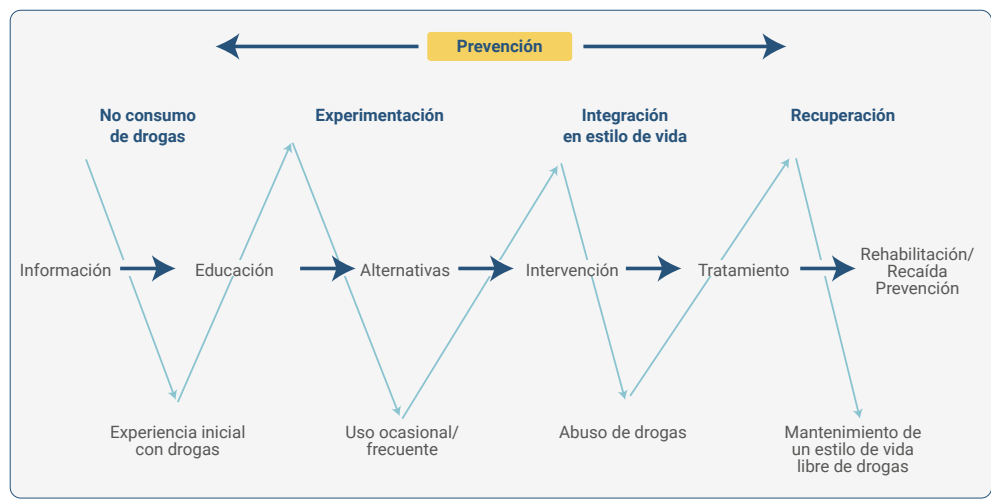 Prevención
No consumo
de drogas
Experimentación
Integración
en estilo de vida
Recuperación
Información
Educación
Alternativas
Intervención
Tratamiento
Rehabilitación/
Recaída
Prevención
Experiencia inicial
con drogas
Uso ocasional/
frecuente
Abuso de drogas
Mantenimiento de
un estilo de vida
libre de drogas